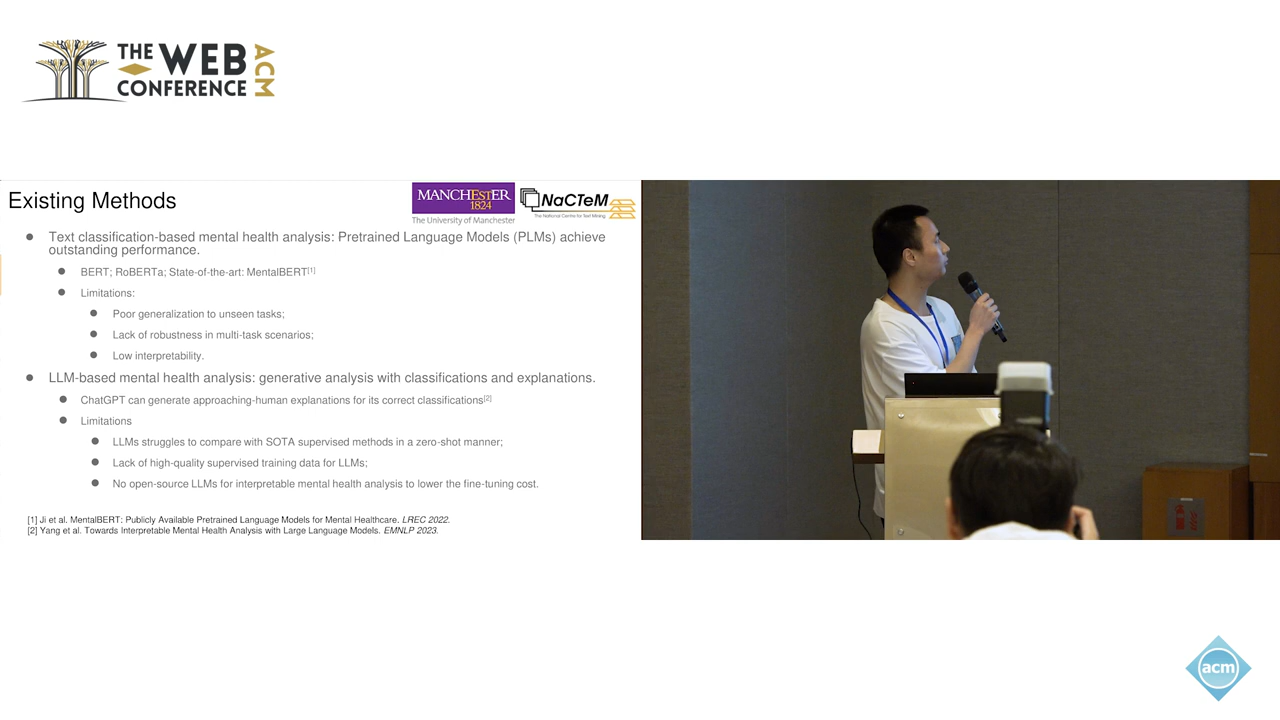 THE WEB CONFERENCE ACM
Existing Methods
MANCHESTER
1824
The University of Manchester
NaCTeM
The National Centre for Text Mining
Text classification-based mental health analysis: Pretrained Language Models (PLMs) achieve
outstanding performance.
BERT; RoBERTa; State-of-the-art: MentalBERT[1]
Limitations:
Poor generalization to unseen tasks;
Lack of robustness in multi-task scenarios;
Low interpretability.
LLM-based mental health analysis: generative analysis with classifications and explanations.
ChatGPT can generate approaching-human explanations for its correct classifications[2]
Limitations
LLMs struggles to compare with SOTA supervised methods in a zero-shot manner;
Lack of high-quality supervised training data for LLMs;
No open-source LLMs for interpretable mental health analysis to lower the fine-tuning cost.
[1] Ji et al. MentalBERT: Publicly Available Pretrained Language Models for Mental Healthcare. LREC 2022.
[2] Yang et al. Towards Interpretable Mental Health Analysis with Large Language Models. EMNLP 2023.
acm